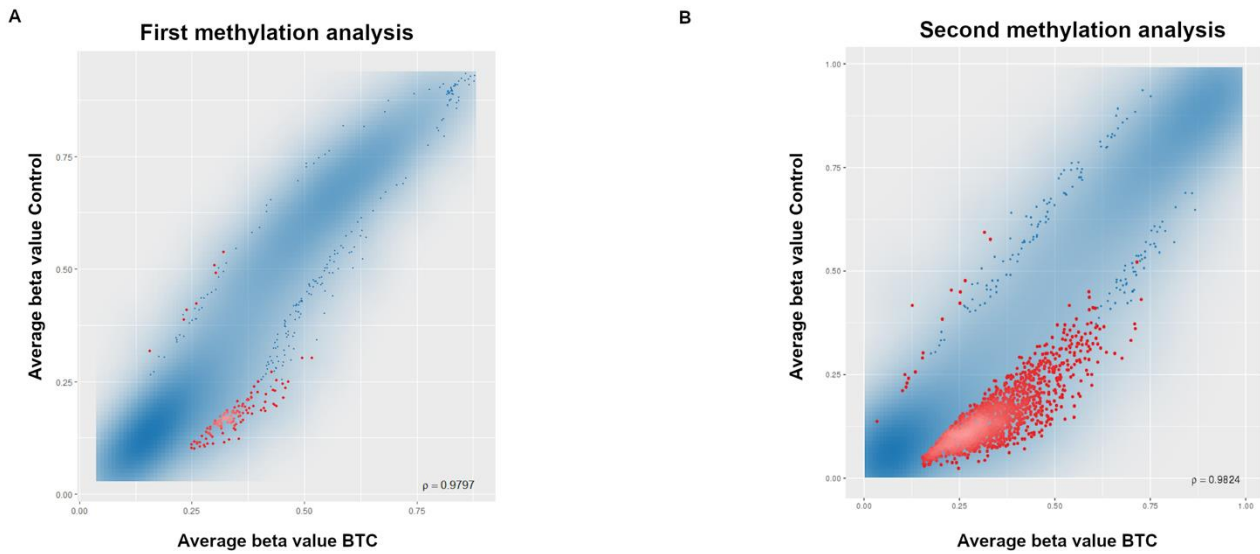 A
First methylation analysis
Average beta value Control
0.75
0.50
0.25
0.00
0.00
0.25
0.50
0.75
ρ = 0.9797
Average beta value BTC
B
Second methylation analysis
Average beta value Control
1.00
0.75
0.50
0.25
0.00
0.00
0.25
0.50
0.75
1.00
ρ = 0.9824
Average beta value BTC